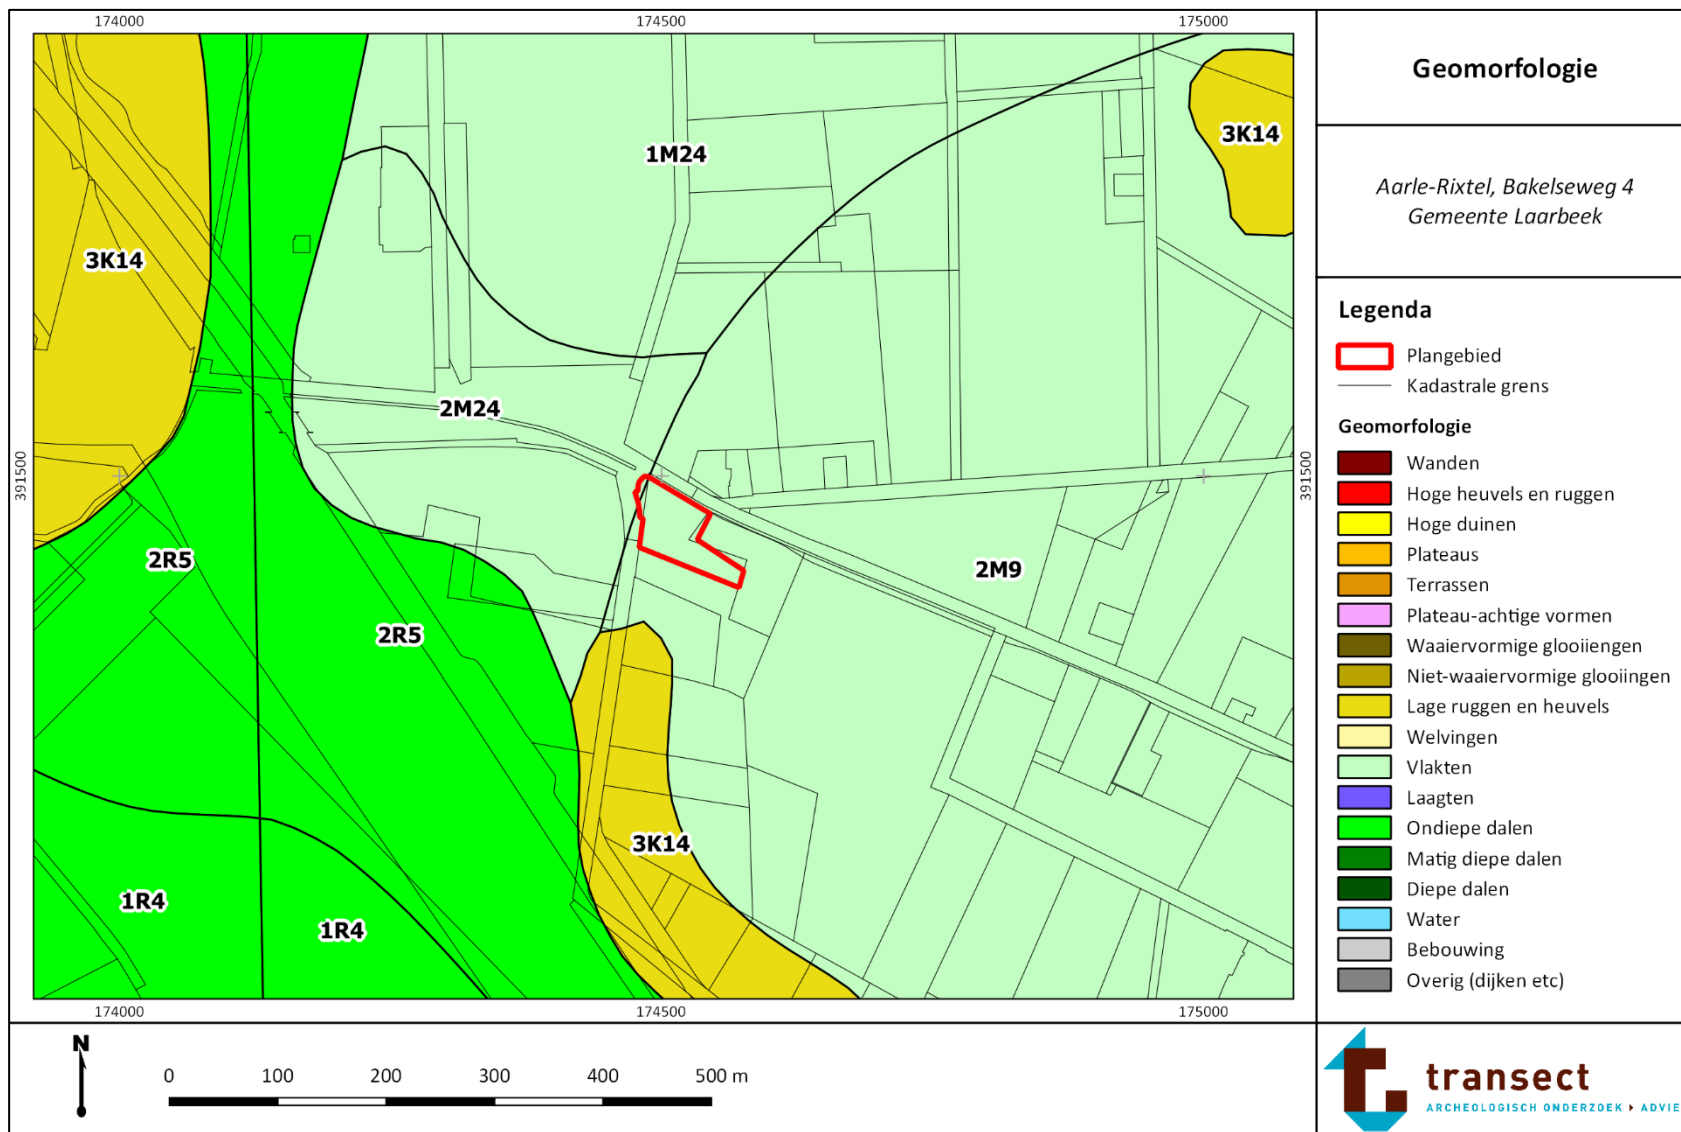 174000 174500 175000
Geomorfologie
Aarle-Rixtel, Bakelseweg 4
Gemeente Laarbeek
3K14
1M24
3K14
2M24
391500
391500
2R5
2M9
2R5
3K14
1R4
1R4
174000 174500 175000
Legenda
Plangebied
Kadastrale grens
Geomorfologie
Wanden
Hoge heuvels en ruggen
Hoge duinen
Plateaus
Terrassen
Plateau-achtige vormen
Waaiervormige glooiiengen
Niet-waaiervormige glooiingen
Lage ruggen en heuvels
Welvingen
Vlakten
Laagten
Ondiepe dalen
Matig diepe dalen
Diepe dalen
Water
Bebouwing
Overig (dijken etc)
N
0 100 200 300 400 500 m
transect
ARCHEOLOGISCH ONDERZOEK ADVIE